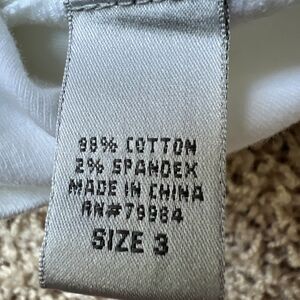 98% COTTON
2% SPANDEX
MADE IN CHINA
RN#79984
SIZE 3